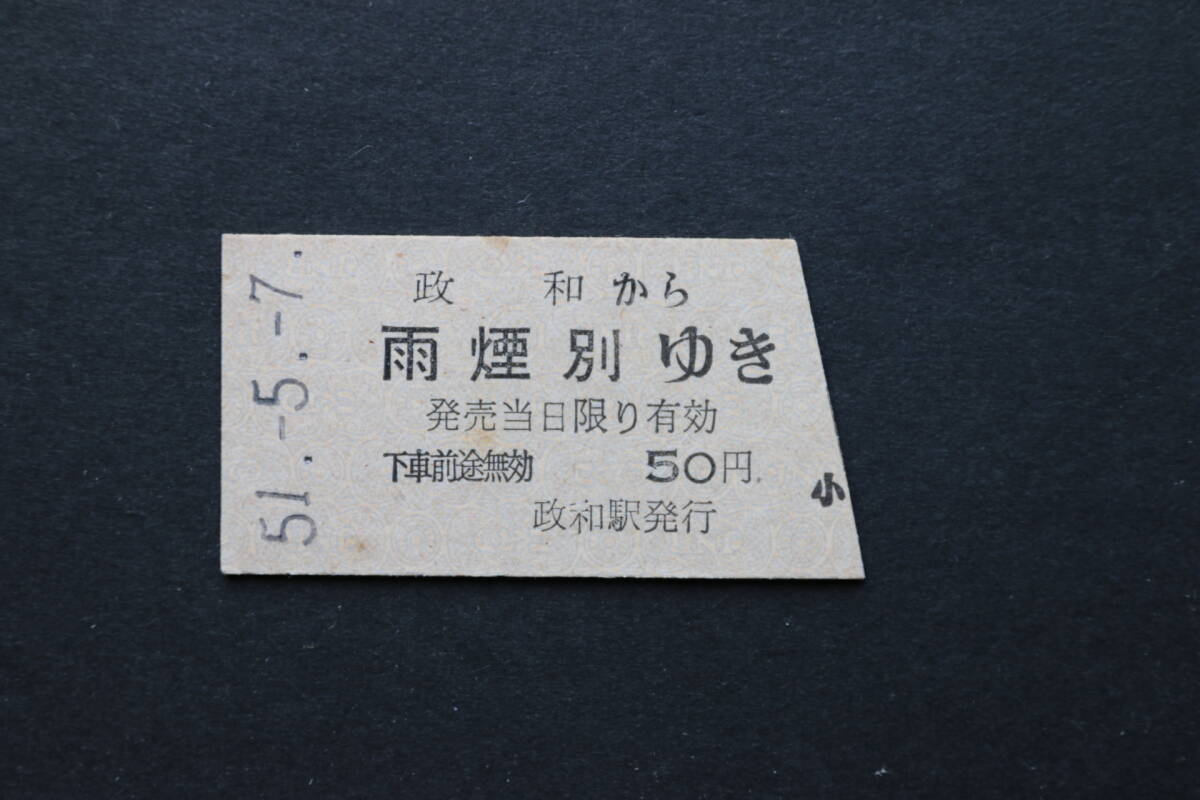 51.-5.-7.
政和から
雨煙別ゆき
発売当日限り有効
下車前途無効 50円
小
政和駅発行